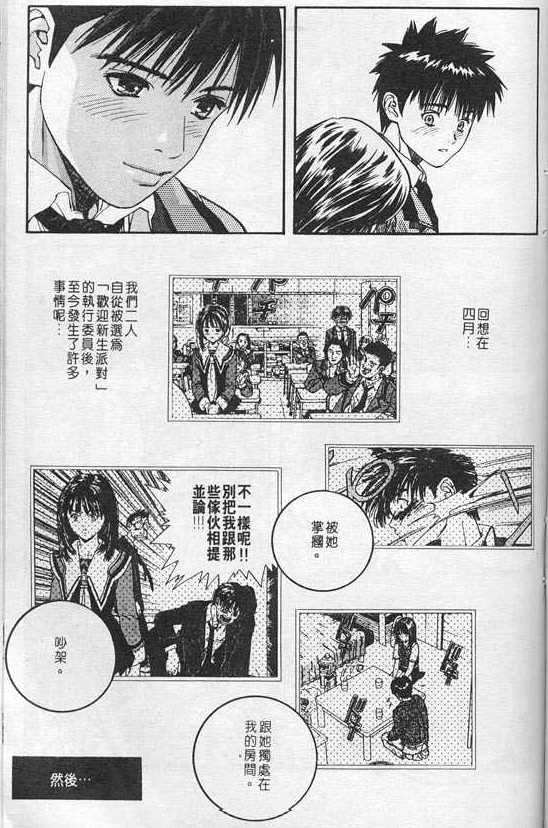 回想在
四月…
我們二人
自從被選為
「歡迎新生派對」
的執行委員後，
至今發生了許多
事情呢…
被她
掌摑。
不一樣呢!!
別把我跟那
些傢伙相提
並論!!!
吵架。
跟她獨處在
我的房間。
然後…